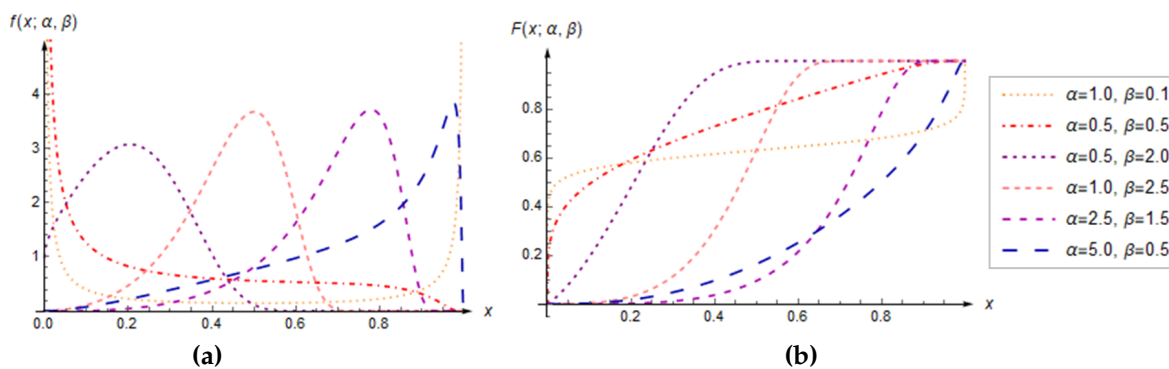 f(x; α, β)
4
3
2
1
0.0 0.2 0.4 0.6 0.8 x
(a)
F(x; α, β)
0.8
0.6
0.4
0.2
0.2 0.4 0.6 0.8 x
(b)
α=1.0, β=0.1
α=0.5, β=0.5
α=0.5, β=2.0
α=1.0, β=2.5
α=2.5, β=1.5
α=5.0, β=0.5